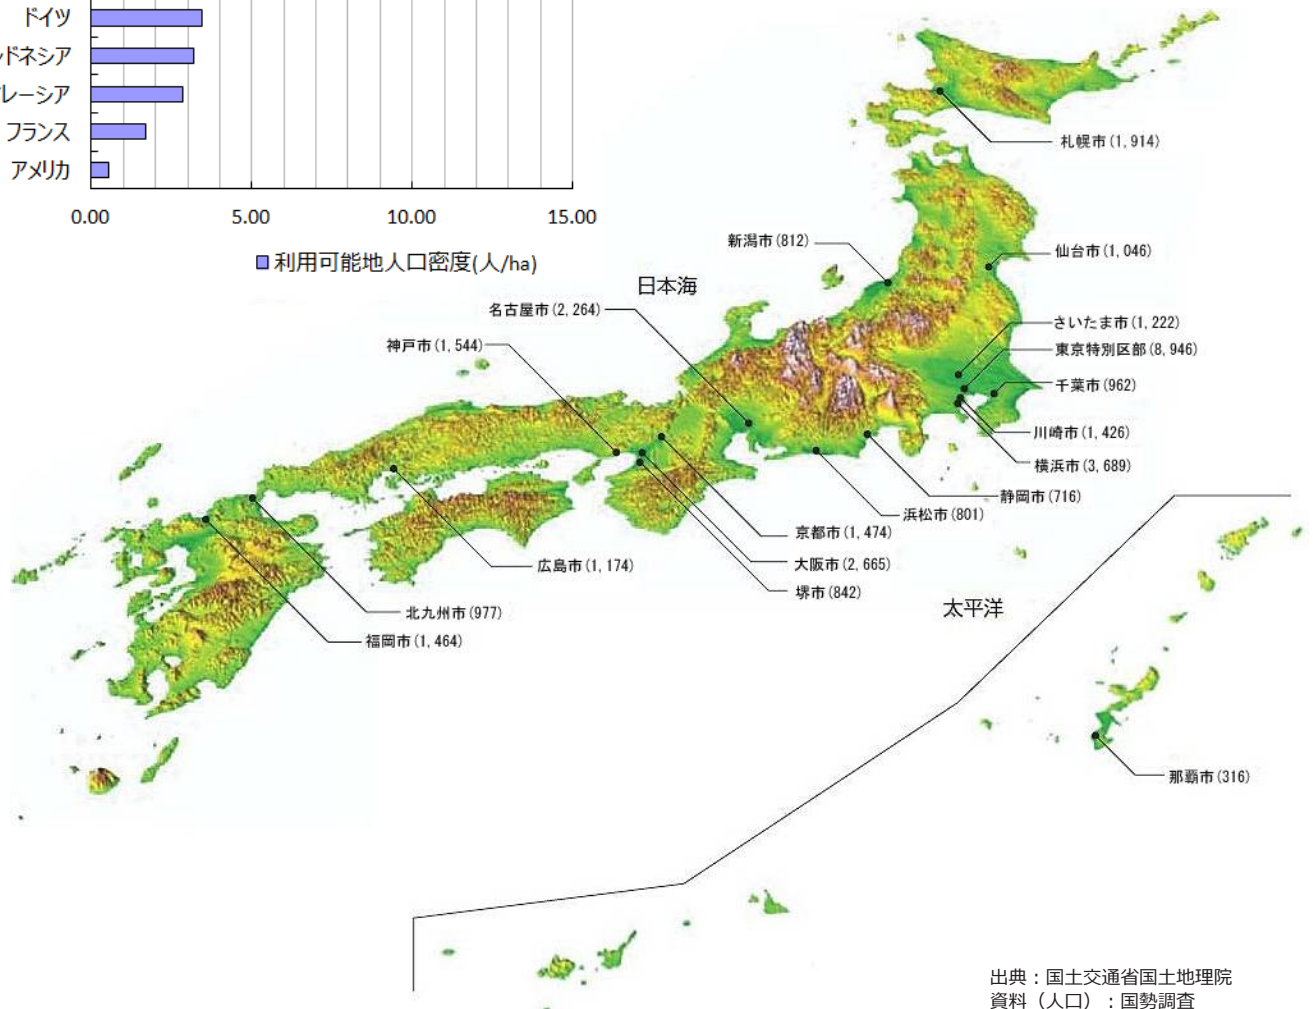 ドイツ
ドネシア
レーシア
フランス
アメリカ
0.00 5.00 10.00 15.00
利用可能地人口密度(人/ha)
札幌市(1,914)
新潟市(812)
仙台市(1,046)
日本海
名古屋市(2,264)
さいたま市(1,222)
神戸市(1,544)
東京特別区部(8,946)
千葉市(962)
川崎市(1,426)
横浜市(3,689)
静岡市(716)
浜松市(801)
京都市(1,474)
大阪市(2,665)
広島市(1,174)
堺市(842)
太平洋
北九州市(977)
福岡市(1,464)
那覇市(316)
出典：国土交通省国土地理院
資料（人口）：国勢調査